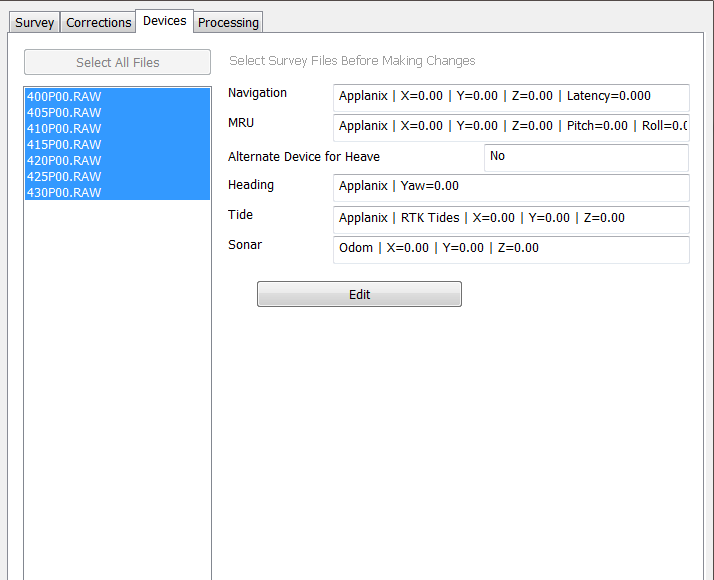 Survey Corrections Devices Processing
Select All Files
Select Survey Files Before Making Changes
400P00.RAW
405P00.RAW
410P00.RAW
415P00.RAW
420P00.RAW
425P00.RAW
430P00.RAW
Navigation Applanix | X=0.00 | Y=0.00 | Z=0.00 | Latency=0.000
MRU Applanix | X=0.00 | Y=0.00 | Z=0.00 | Pitch=0.00 | Roll=0.0
Alternate Device for Heave No
Heading Applanix | Yaw=0.00
Tide Applanix | RTK Tides | X=0.00 | Y=0.00 | Z=0.00
Sonar Odom | X=0.00 | Y=0.00 | Z=0.00
Edit